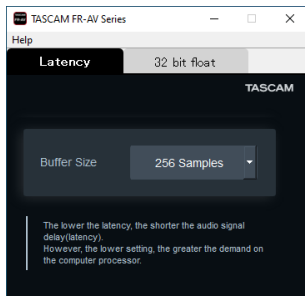 TASCAM FR-AV Series
Help
Latency
32 bit float
TASCAM
Buffer Size
256 Samples
The lower the latency, the shorter the audio signal
delay(latency).
However, the lower setting, the greater the demand on
the computer processor.